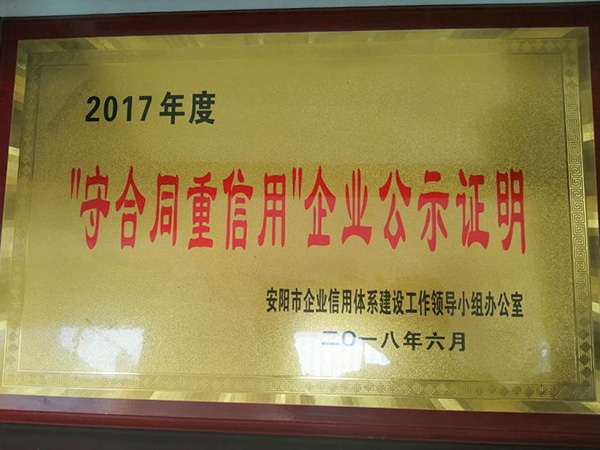 2017年度
"守合同重信用"企业公示证明
安阳市企业信用体系建设工作领导小组办公室
二〇一八年六月